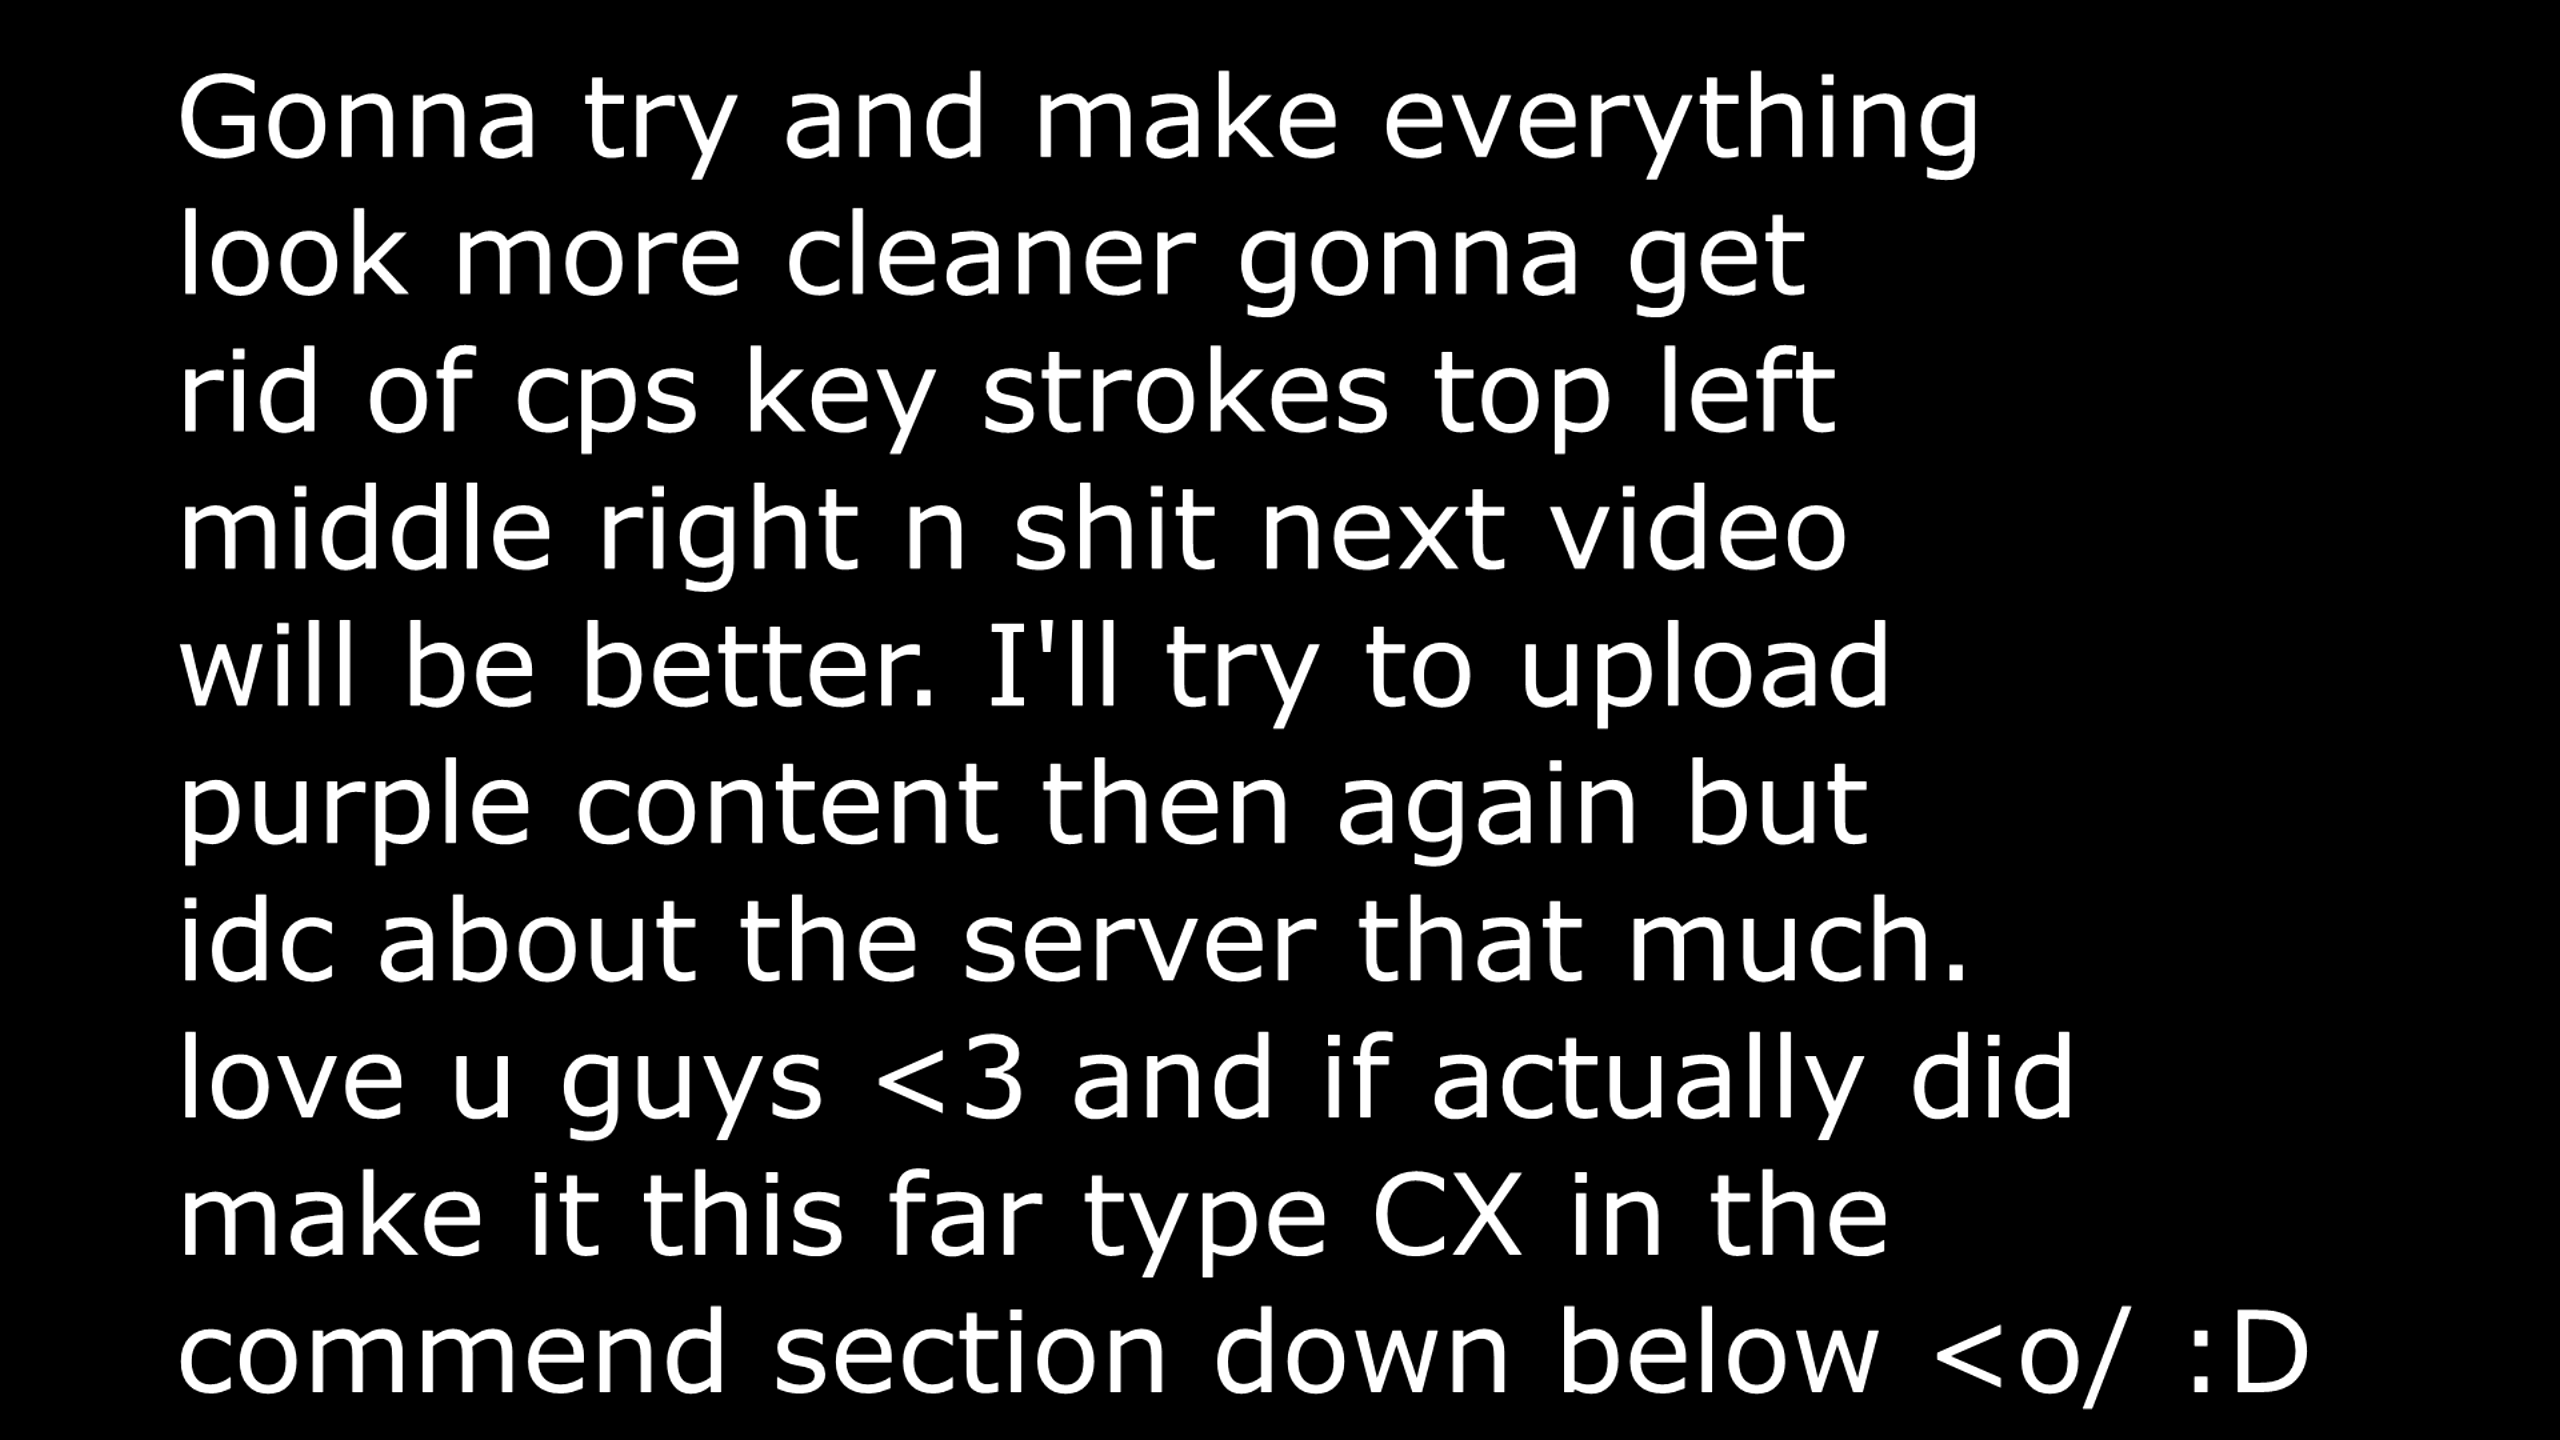 Gonna try and make everything
look more cleaner gonna get
rid of cps key strokes top left
middle right n shit next video
will be better. I'll try to upload
purple content then again but
idc about the server that much.
love u guys <3 and if actually did
make it this far type CX in the
commend section down below <o/ :D